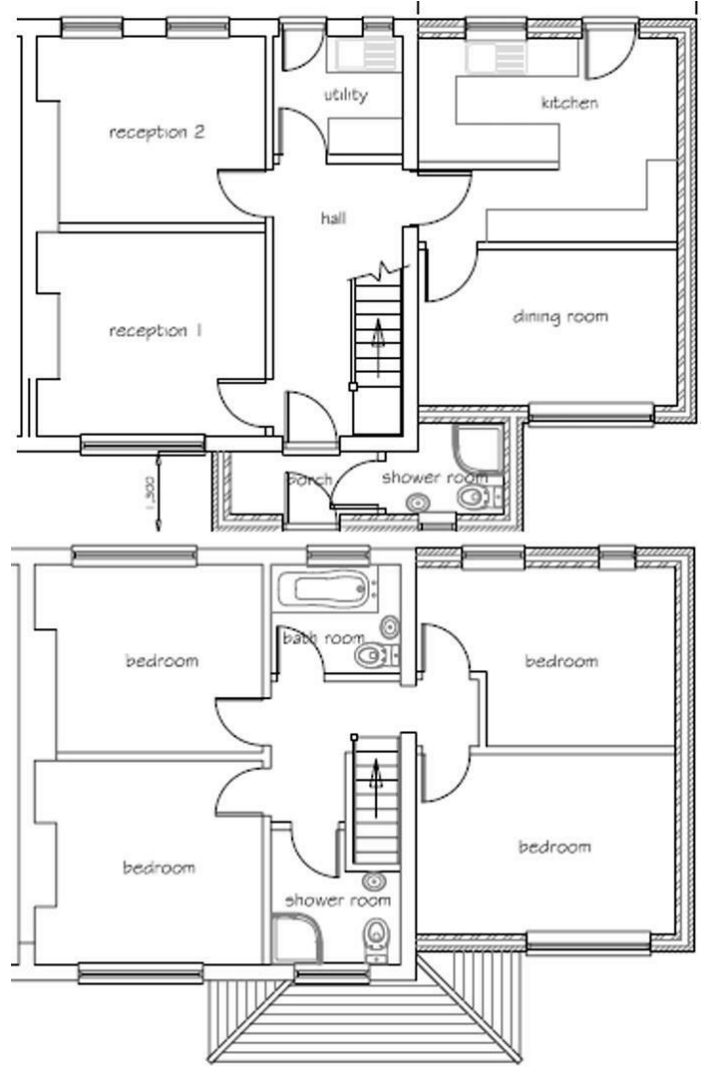 utility
kitchen
reception 2
hall
reception 1
dining room
porch
shower room
1,300
bath room
bedroom
bedroom
bedroom
bedroom
shower room